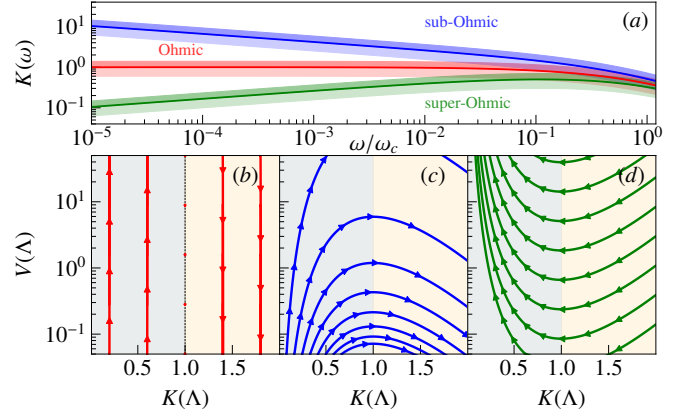 (a)
sub-Ohmic
Ohmic
super-Ohmic
K(ω)
10¹
10⁰
10⁻¹
10⁻⁵ 10⁻⁴ 10⁻³ 10⁻² 10⁻¹ 10⁰
ω/ω_c
(b) (c) (d)
V(Λ)
10¹
10⁰
10⁻¹
0.5 1.0 1.5 0.5 1.0 1.5 0.5 1.0 1.5
K(Λ) K(Λ) K(Λ)